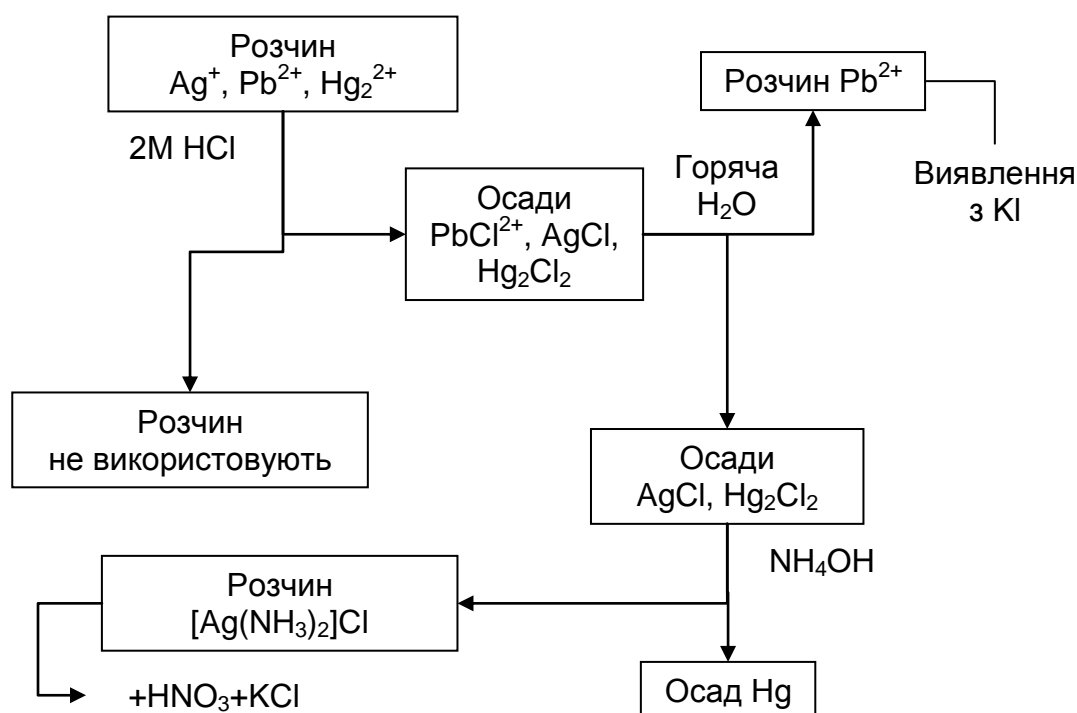 Розчин
Ag⁺, Pb²⁺, Hg₂²⁺
2M HCl
Розчин Pb²⁺
Горяча
H₂O
Виявлення
з KI
Осади
PbCl²⁺, AgCl,
Hg₂Cl₂
Розчин
не використовують
Осади
AgCl, Hg₂Cl₂
NH₄OH
Розчин
[Ag(NH₃)₂]Cl
+HNO₃+KCl
Осад Hg